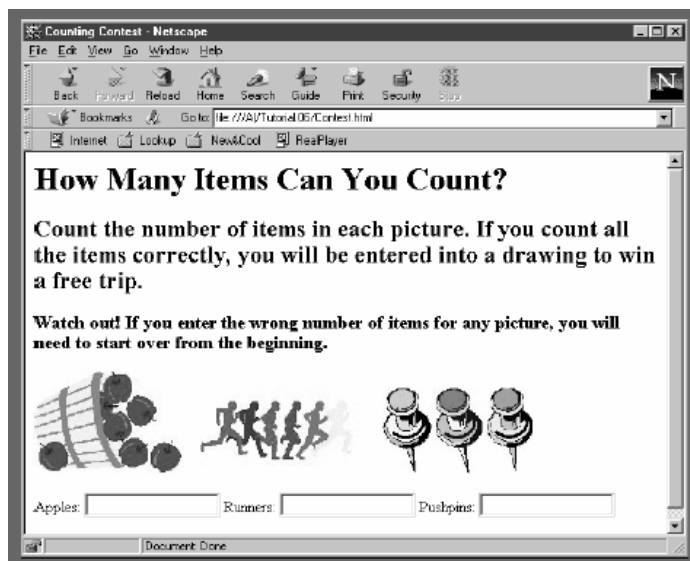 Counting Contest - Netscape
File Edit View Go Window Help
Back Forward Reload Home Search Guide Print Security Stop
N
Bookmarks Go to: file:///A|/Tutorial.06/Contest.html
Internet Lookup New&Cool RealPlayer
How Many Items Can You Count?
Count the number of items in each picture. If you count all
the items correctly, you will be entered into a drawing to win
a free trip.
Watch out! If you enter the wrong number of items for any picture, you will
need to start over from the beginning.
Apples: Runners: Pushpins:
Document: Done